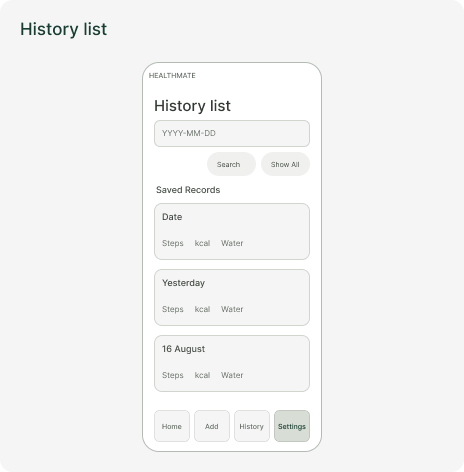 History list
HEALTHMATE
History list
YYYY-MM-DD
Search Show All
Saved Records
Date
Steps kcal Water
Yesterday
Steps kcal Water
16 August
Steps kcal Water
Home Add History Settings